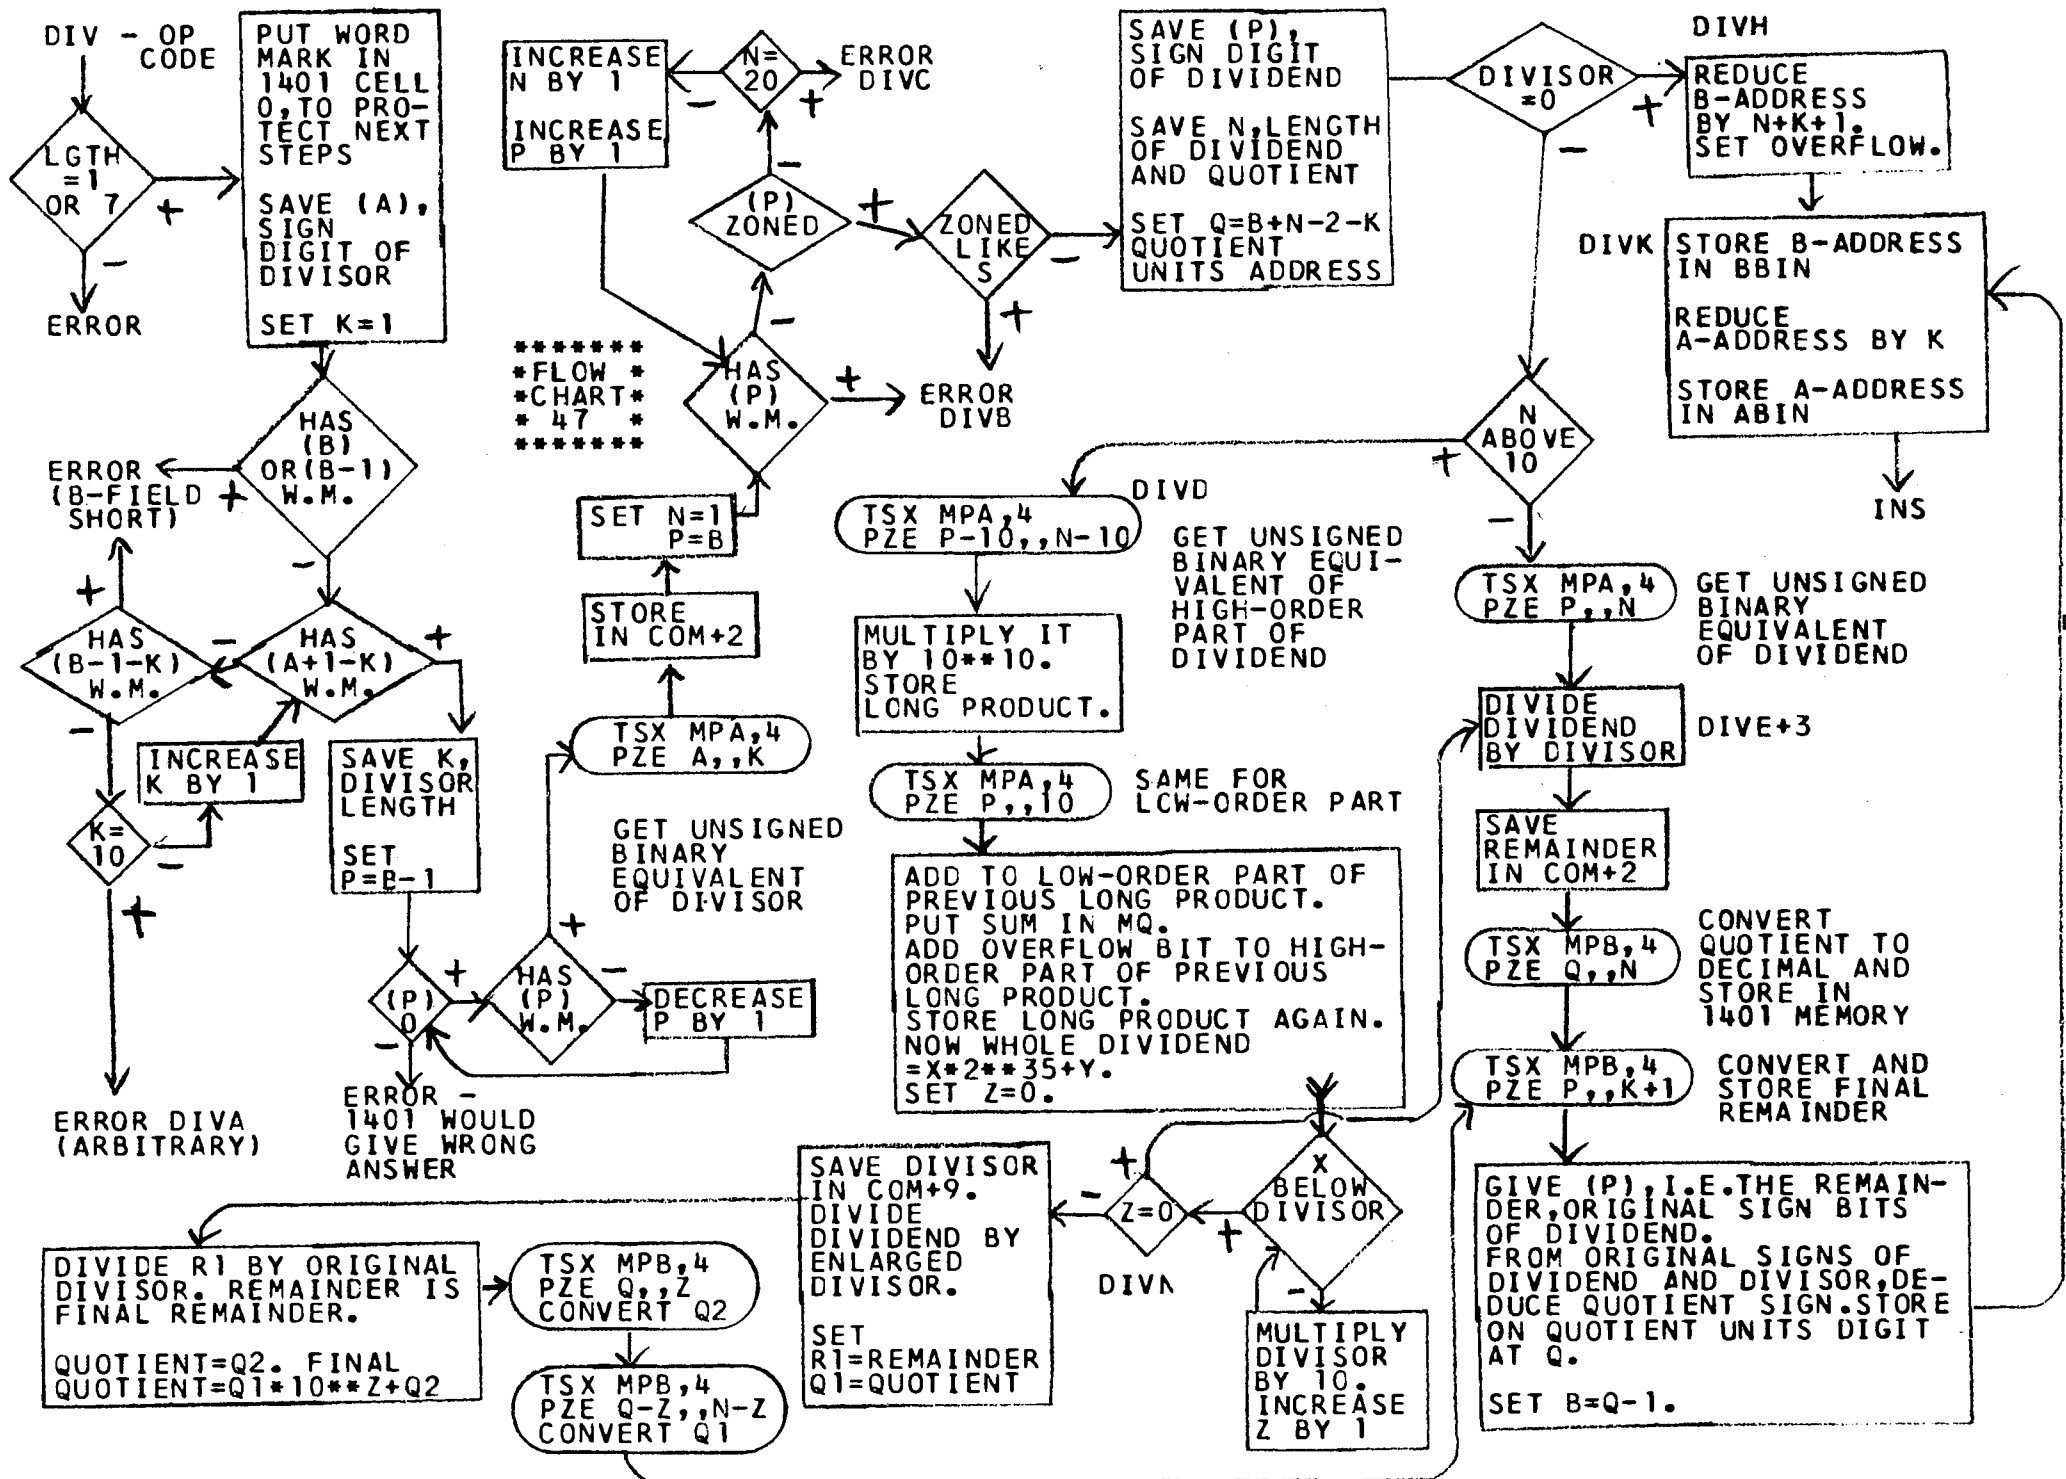 DIV - OP
CODE
LGTH
=1
OR 7
+
-
ERROR
PUT WORD
MARK IN
1401 CELL
0,TO PRO-
TECT NEXT
STEPS
SAVE (A),
SIGN
DIGIT OF
DIVISOR
SET K=1
HAS
(B)
OR(B-1)
W.M.
+
-
ERROR
(B-FIELD
SHORT)
HAS
(A+1-K)
W.M.
+
-
HAS
(B-1-K)
W.M.
+
-
K=
10
-
+
INCREASE
K BY 1
ERROR DIVA
(ARBITRARY)
SAVE K,
DIVISOR
LENGTH
SET
P=B-1
(P)
0
+
-
ERROR -
1401 WOULD
GIVE WRONG
ANSWER
HAS
(P)
W.M.
+
-
DECREASE
P BY 1
TSX MPA,4
PZE A,,K
GET UNSIGNED
BINARY
EQUIVALENT
OF DIVISOR
STORE
IN COM+2
SET N=1
P=B
*******
*FLOW *
*CHART*
* 47 *
*******
HAS
(P)
W.M.
+
-
ERROR
DIVB
(P)
ZONED
+
-
N=
20
-
+
ERROR
DIVC
INCREASE
N BY 1
INCREASE
P BY 1
ZONED
LIKE
S
-
+
SAVE (P),
SIGN DIGIT
OF DIVIDEND
SAVE N,LENGTH
OF DIVIDEND
AND QUOTIENT
SET Q=B+N-2-K
QUOTIENT
UNITS ADDRESS
DIVISOR
=0
+
-
DIVH
REDUCE
B-ADDRESS
BY N+K+1.
SET OVERFLOW.
DIVK
STORE B-ADDRESS
IN BBIN
REDUCE
A-ADDRESS BY K
STORE A-ADDRESS
IN ABIN
INS
N
ABOVE
10
+
-
DIVD
TSX MPA,4
PZE P-10,,N-10
GET UNSIGNED
BINARY EQUI-
VALENT OF
HIGH-ORDER
PART OF
DIVIDEND
MULTIPLY IT
BY 10**10.
STORE
LONG PRODUCT.
TSX MPA,4
PZE P,,10
SAME FOR
LOW-ORDER PART
ADD TO LOW-ORDER PART OF
PREVIOUS LONG PRODUCT.
PUT SUM IN MQ.
ADD OVERFLOW BIT TO HIGH-
ORDER PART OF PREVIOUS
LONG PRODUCT.
STORE LONG PRODUCT AGAIN.
NOW WHOLE DIVIDEND
=X*2**35+Y.
SET Z=0.
TSX MPA,4
PZE P,,N
GET UNSIGNED
BINARY
EQUIVALENT
OF DIVIDEND
DIVIDE
DIVIDEND
BY DIVISOR
DIVE+3
SAVE
REMAINDER
IN COM+2
TSX MPB,4
PZE Q,,N
CONVERT
QUOTIENT TO
DECIMAL AND
STORE IN
1401 MEMORY
TSX MPB,4
PZE P,,K+1
CONVERT AND
STORE FINAL
REMAINDER
GIVE (P),I.E.THE REMAIN-
DER,ORIGINAL SIGN BITS
OF DIVIDEND.
FROM ORIGINAL SIGNS OF
DIVIDEND AND DIVISOR,DE-
DUCE QUOTIENT SIGN.STORE
ON QUOTIENT UNITS DIGIT
AT Q.
SET B=Q-1.
X
BELOW
DIVISOR
+
-
MULTIPLY
DIVISOR
BY 10.
INCREASE
Z BY 1
Z=0
+
-
SAVE DIVISOR
IN COM+9.
DIVIDE
DIVIDEND BY
ENLARGED
DIVISOR.
SET
R1=REMAINDER
Q1=QUOTIENT
DIVIDE R1 BY ORIGINAL
DIVISOR. REMAINDER IS
FINAL REMAINDER.
QUOTIENT=Q2. FINAL
QUOTIENT=Q1*10**Z+Q2
TSX MPB,4
PZE Q,,Z
CONVERT Q2
TSX MPB,4
PZE Q-Z,,N-Z
CONVERT Q1